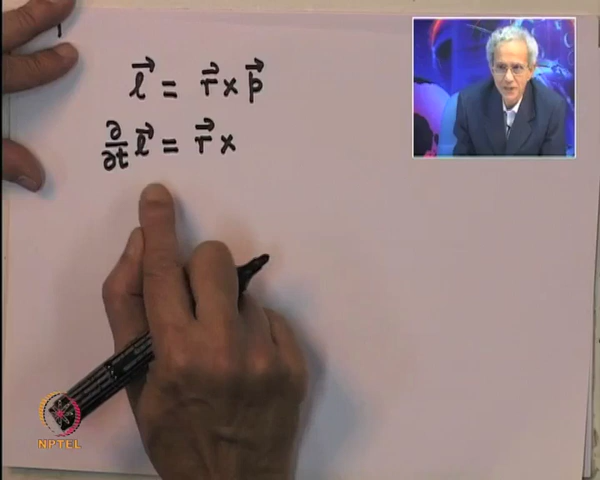 l⃗ = r⃗ × p⃗
∂/∂t l⃗ = r⃗ ×
NPTEL